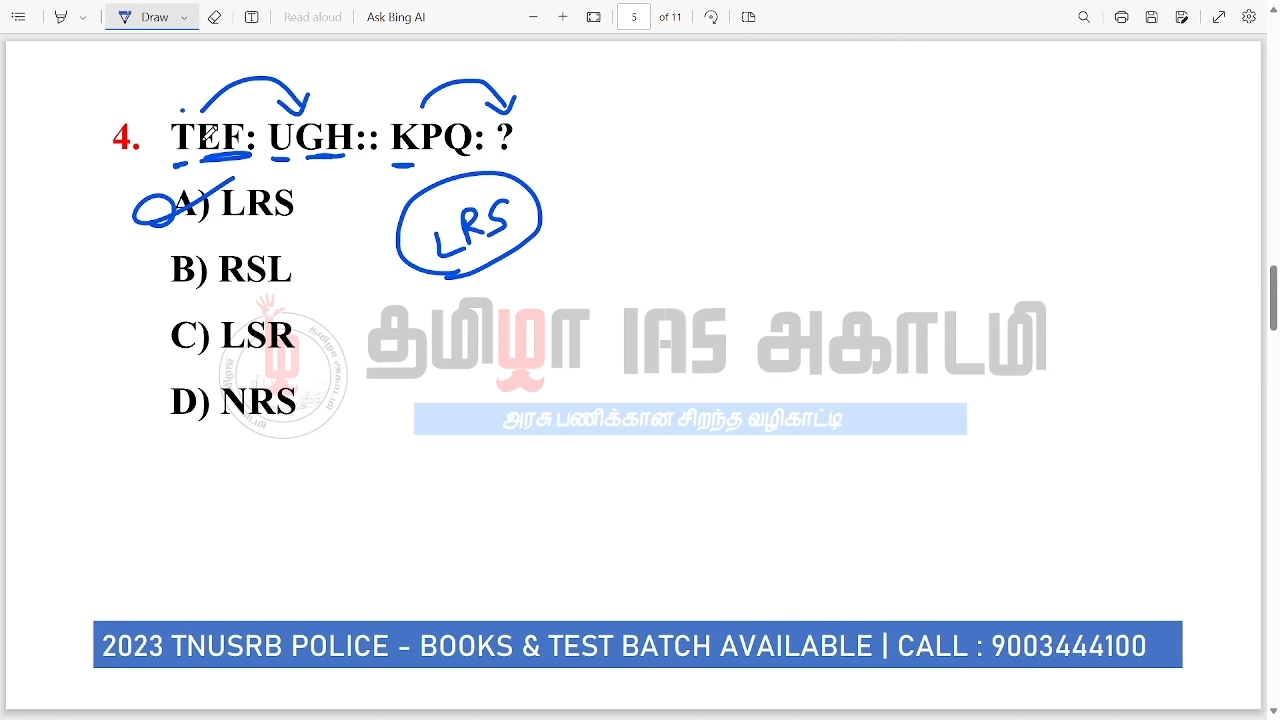 Draw
Read aloud
Ask Bing AI
5 of 11
4. TEF: UGH:: KPQ: ?
A) LRS
LRS
B) RSL
C) LSR
D) NRS
தமிழா IAS அகாடமி
அரசு பணிக்கான சிறந்த வழிகாட்டி
2023 TNUSRB POLICE - BOOKS & TEST BATCH AVAILABLE | CALL : 9003444100